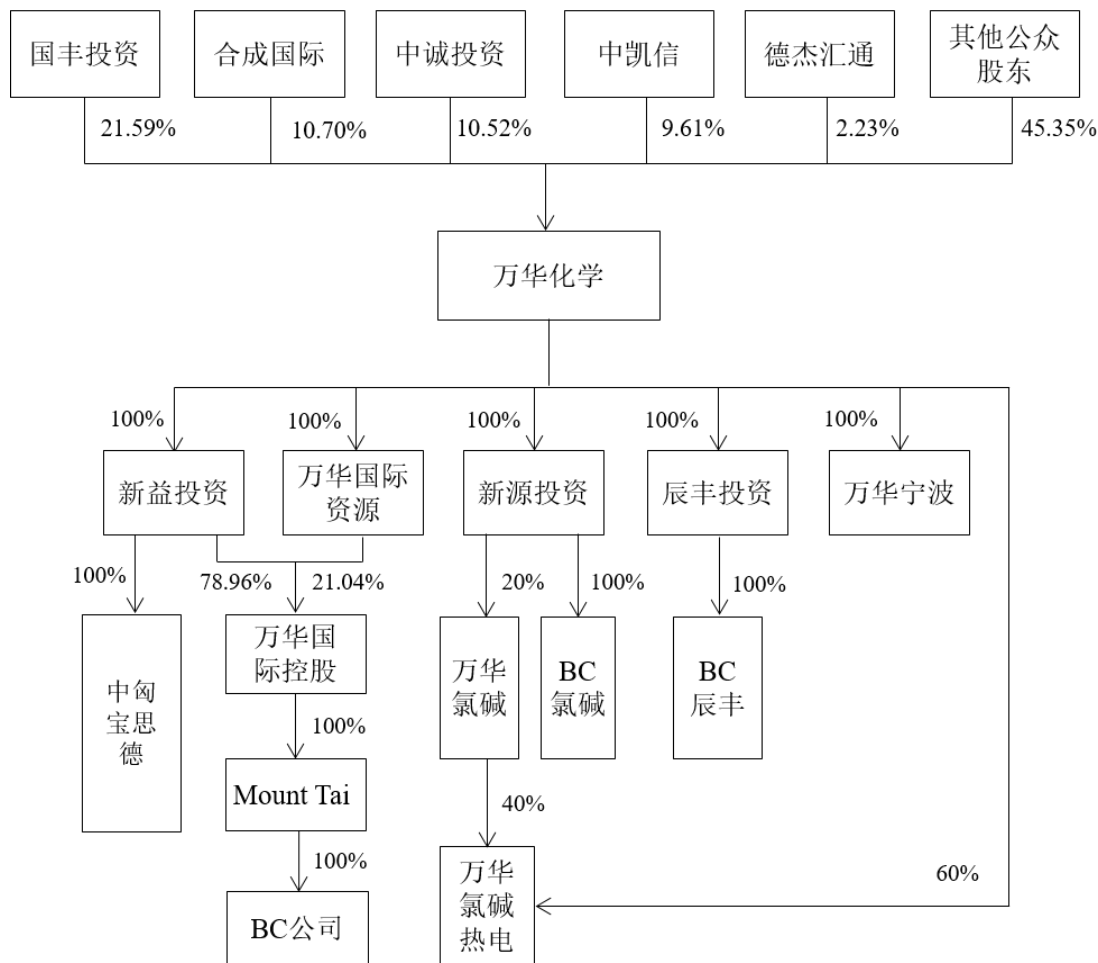 国丰投资
合成国际
中诚投资
中凯信
德杰汇通
其他公众
股东
21.59%
10.70%
10.52%
9.61%
2.23%
45.35%
万华化学
100%
100%
100%
100%
100%
新益投资
万华国际
资源
新源投资
辰丰投资
万华宁波
100%
78.96%
21.04%
20%
100%
100%
中匈
宝思
德
万华国
际控股
万华
氯碱
BC
氯碱
BC
辰丰
100%
40%
Mount Tai
100%
60%
BC公司
万华
氯碱
热电